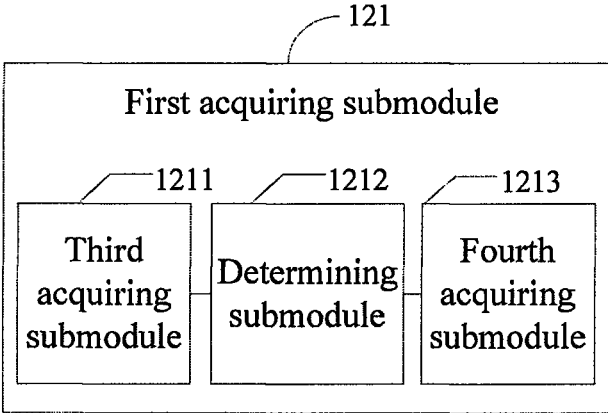 121
First acquiring submodule
1211
1212
1213
Third
acquiring
submodule
Determining
submodule
Fourth
acquiring
submodule